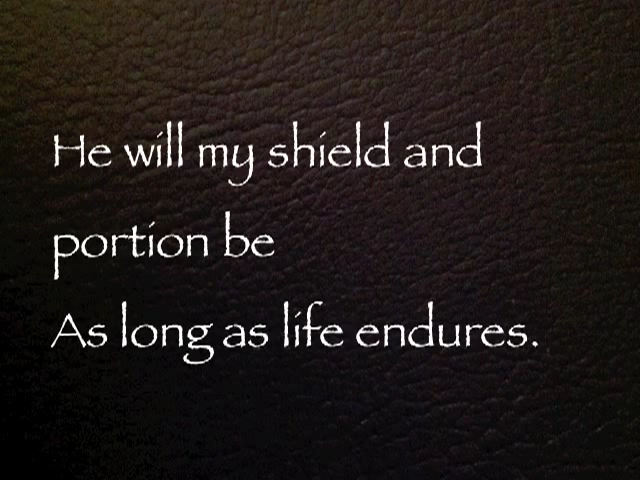 He will my shield and
portion be
As long as life endures.